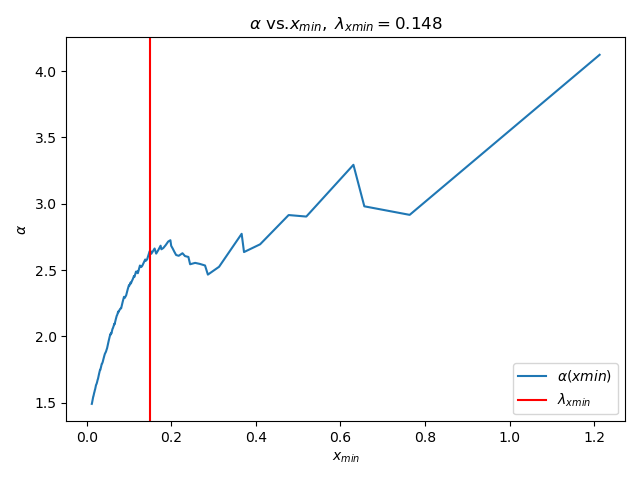 α vs.x_min, λ_xmin = 0.148
4.0
3.5
3.0
2.5
2.0
1.5
α
0.0 0.2 0.4 0.6 0.8 1.0 1.2
x_min
α(xmin)
λ_xmin